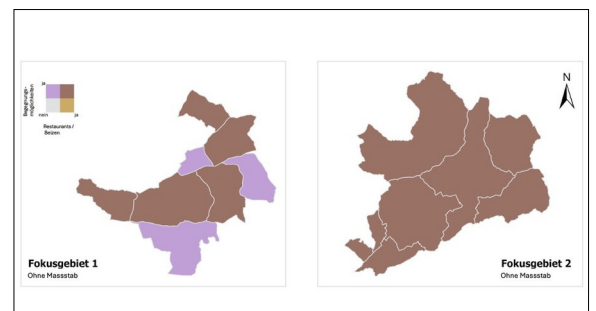 ja
Begegnungs-
möglichkeiten
nein
ja
Restaurants /
Beizen
N
Fokusgebiet 1
Ohne Massstab
Fokusgebiet 2
Ohne Massstab